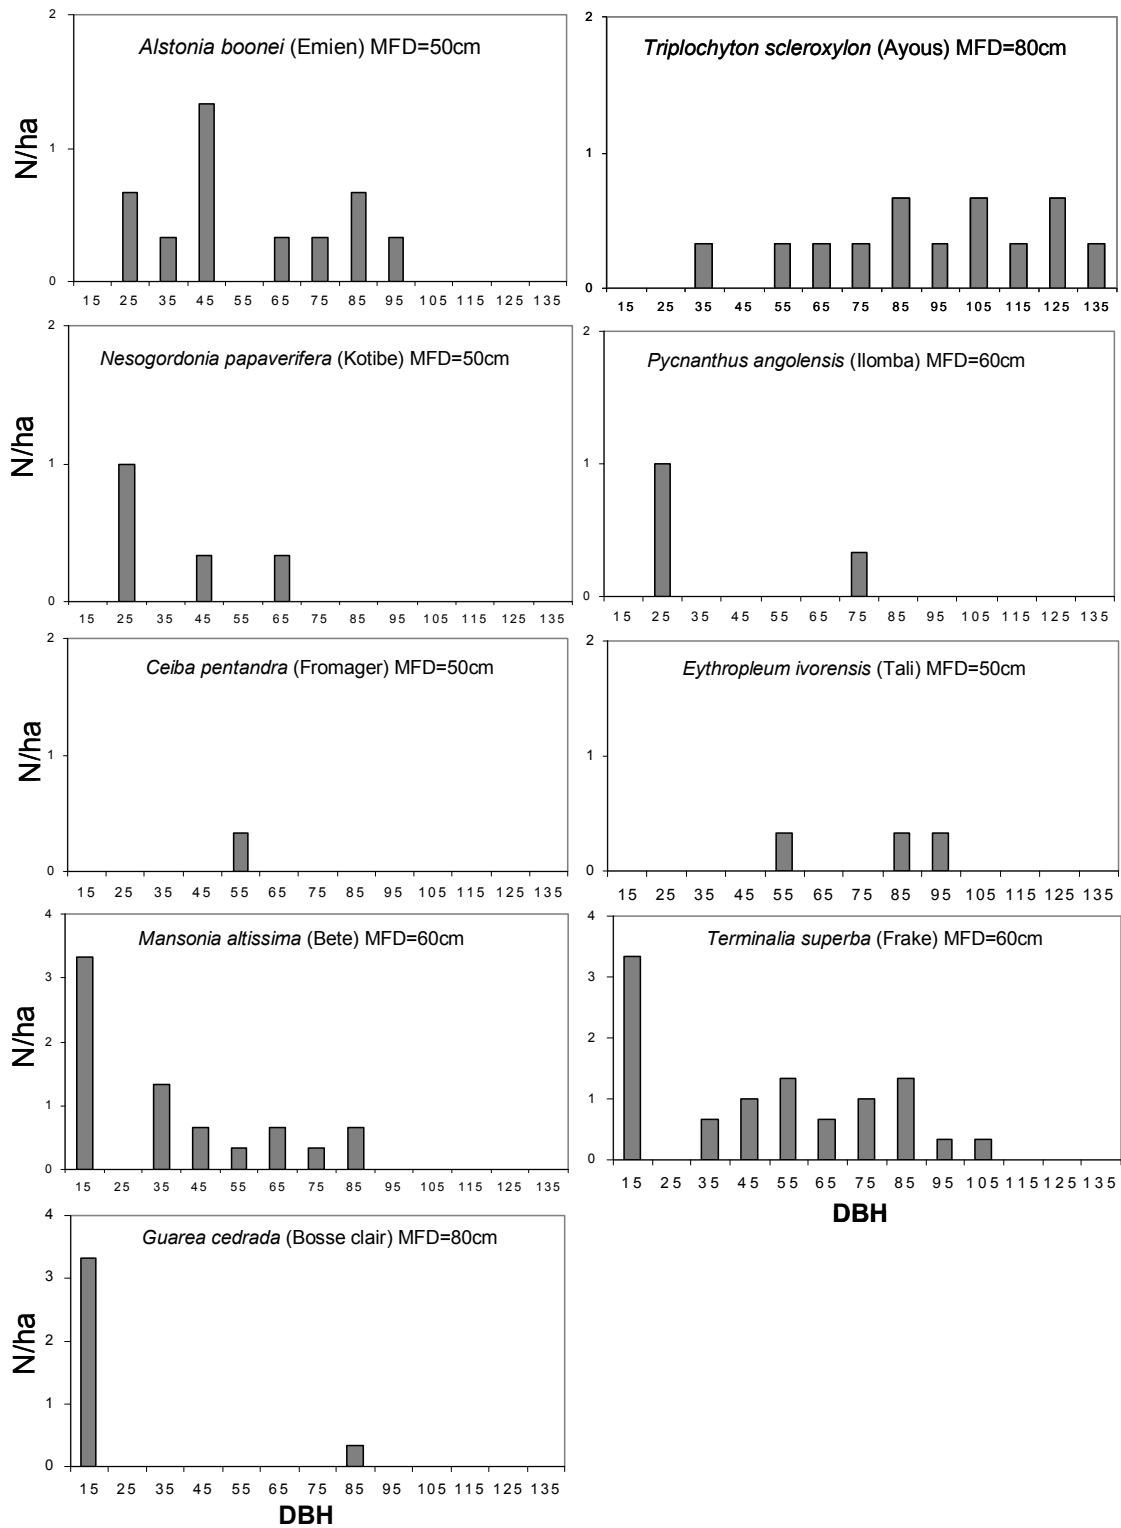 Alstonia boonei (Emien) MFD=50cm
N/ha
2
1
0
15 25 35 45 55 65 75 85 95 105 115 125 135
Triplochyton scleroxylon (Ayous) MFD=80cm
2
1
0
15 25 35 45 55 65 75 85 95 105 115 125 135
Nesogordonia papaverifera (Kotibe) MFD=50cm
N/ha
2
1
0
15 25 35 45 55 65 75 85 95 105 115 125 135
Pycnanthus angolensis (Ilomba) MFD=60cm
2
1
0
15 25 35 45 55 65 75 85 95 105 115 125 135
Ceiba pentandra (Fromager) MFD=50cm
N/ha
2
1
0
15 25 35 45 55 65 75 85 95 105 115 125 135
Eythropleum ivorensis (Tali) MFD=50cm
2
1
0
15 25 35 45 55 65 75 85 95 105 115 125 135
Mansonia altissima (Bete) MFD=60cm
N/ha
4
3
2
1
0
15 25 35 45 55 65 75 85 95 105 115 125 135
Terminalia superba (Frake) MFD=60cm
4
3
2
1
0
15 25 35 45 55 65 75 85 95 105 115 125 135
DBH
Guarea cedrada (Bosse clair) MFD=80cm
N/ha
4
3
2
1
0
15 25 35 45 55 65 75 85 95 105 115 125 135
DBH